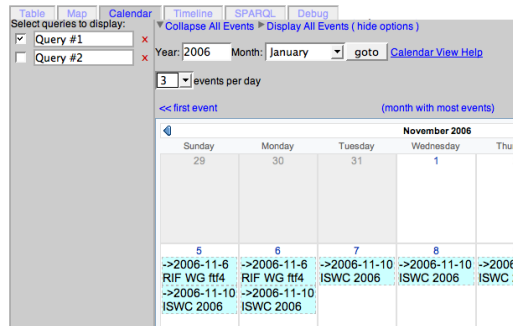 Table Map Calendar Timeline SPARQL Debug
Select queries to display:
Query #1 x
Query #2 x
Collapse All Events Display All Events ( hide options )
Year: 2006 Month: January goto Calendar View Help
3 events per day
<< first event (month with most events)
November 2006
Sunday Monday Tuesday Wednesday Thu
29 30 31 1
5 6 7 8
->2006-11-6 ->2006-11-6 ->2006-11-10 ->2006-11-10 ->2006
RIF WG ftf4 RIF WG ftf4 ISWC 2006 ISWC 2006 ISWC
->2006-11-10 ->2006-11-10
ISWC 2006 ISWC 2006